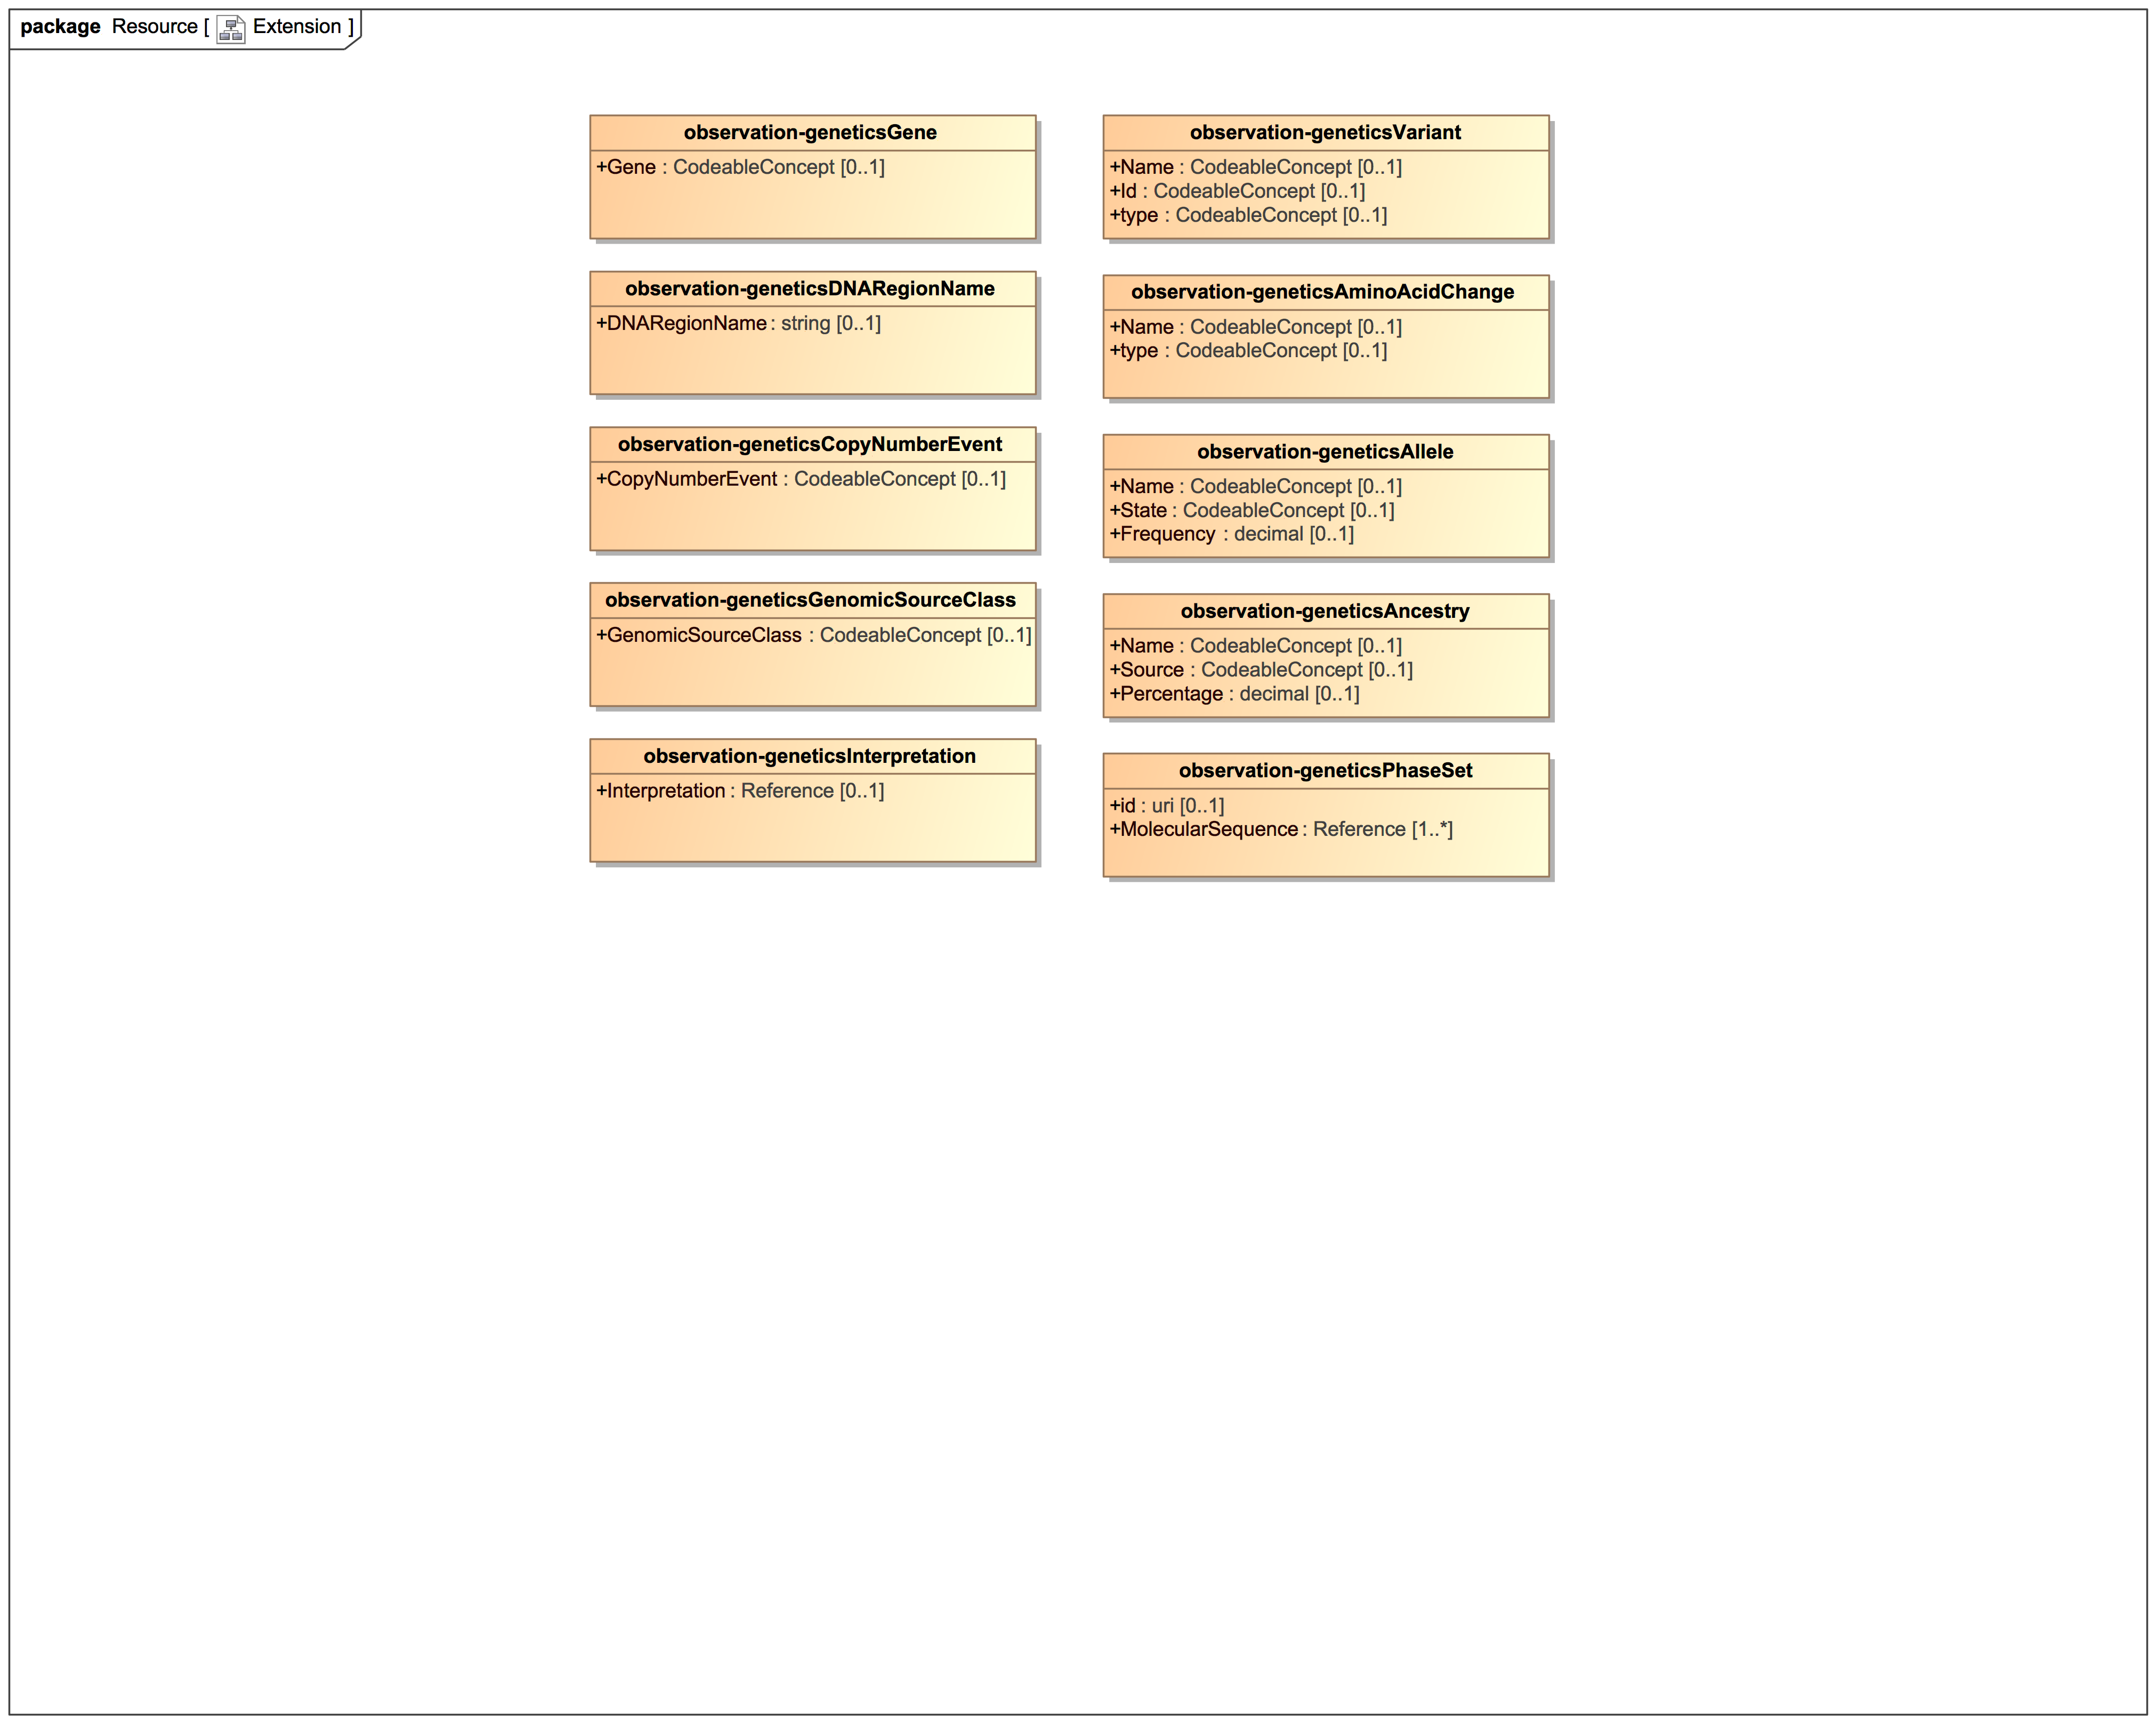 package Resource [ Extension ]
observation-geneticsGene
+Gene : CodeableConcept [0..1]
observation-geneticsDNARegionName
+DNARegionName : string [0..1]
observation-geneticsCopyNumberEvent
+CopyNumberEvent : CodeableConcept [0..1]
observation-geneticsGenomicSourceClass
+GenomicSourceClass : CodeableConcept [0..1]
observation-geneticsInterpretation
+Interpretation : Reference [0..1]
observation-geneticsVariant
+Name : CodeableConcept [0..1]
+Id : CodeableConcept [0..1]
+type : CodeableConcept [0..1]
observation-geneticsAminoAcidChange
+Name : CodeableConcept [0..1]
+type : CodeableConcept [0..1]
observation-geneticsAllele
+Name : CodeableConcept [0..1]
+State : CodeableConcept [0..1]
+Frequency : decimal [0..1]
observation-geneticsAncestry
+Name : CodeableConcept [0..1]
+Source : CodeableConcept [0..1]
+Percentage : decimal [0..1]
observation-geneticsPhaseSet
+id : uri [0..1]
+MolecularSequence : Reference [1..*]